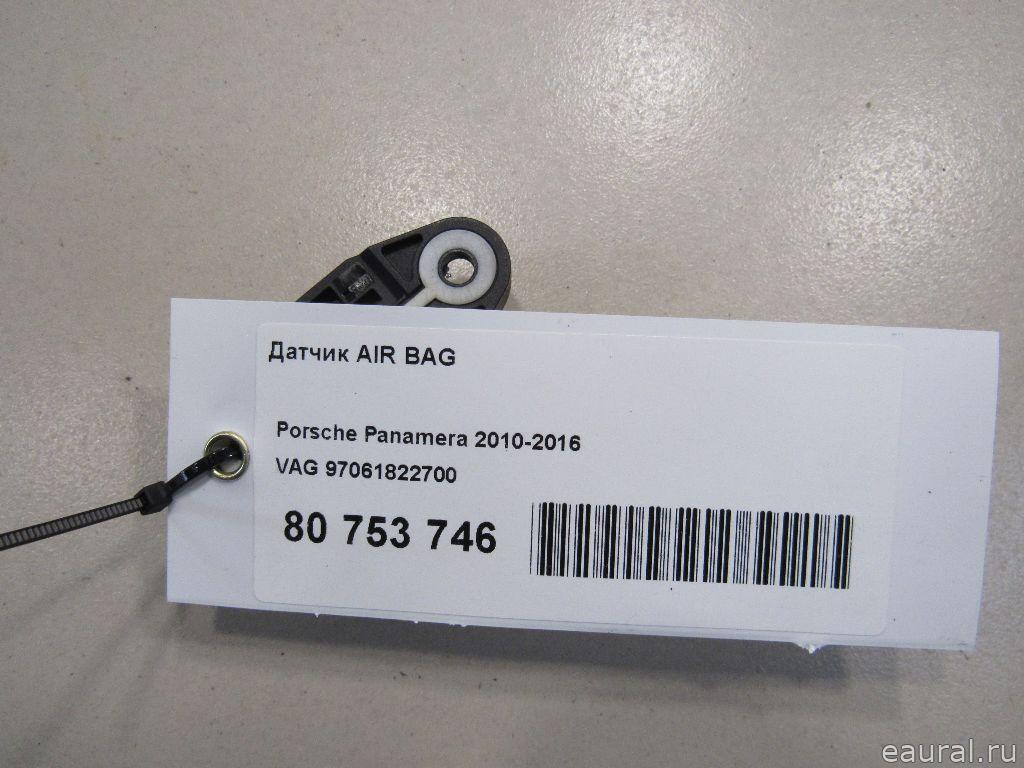 Датчик AIR BAG
Porsche Panamera 2010-2016
VAG 97061822700
80 753 746
eaural.ru